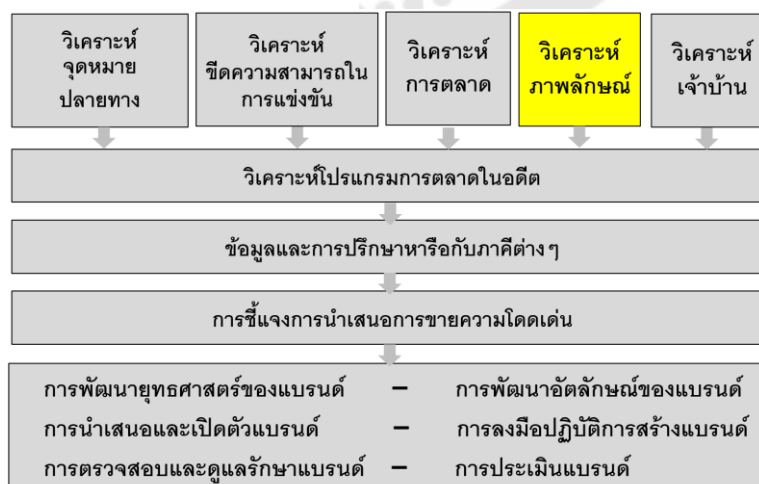 วิเคราะห์
จุดหมาย
ปลายทาง
วิเคราะห์
ขีดความสามารถใน
การแข่งขัน
วิเคราะห์
การตลาด
วิเคราะห์
ภาพลักษณ์
วิเคราะห์
เจ้าบ้าน
วิเคราะห์โปรแกรมการตลาดในอดีต
ข้อมูลและการปรึกษาหารือกับภาคีต่างๆ
การชี้แจงการนำเสนอการขายความโดดเด่น
การพัฒนายุทธศาสตร์ของแบรนด์ – การพัฒนาอัตลักษณ์ของแบรนด์
การนำเสนอและเปิดตัวแบรนด์ – การลงมือปฏิบัติการสร้างแบรนด์
การตรวจสอบและดูแลรักษาแบรนด์ – การประเมินแบรนด์